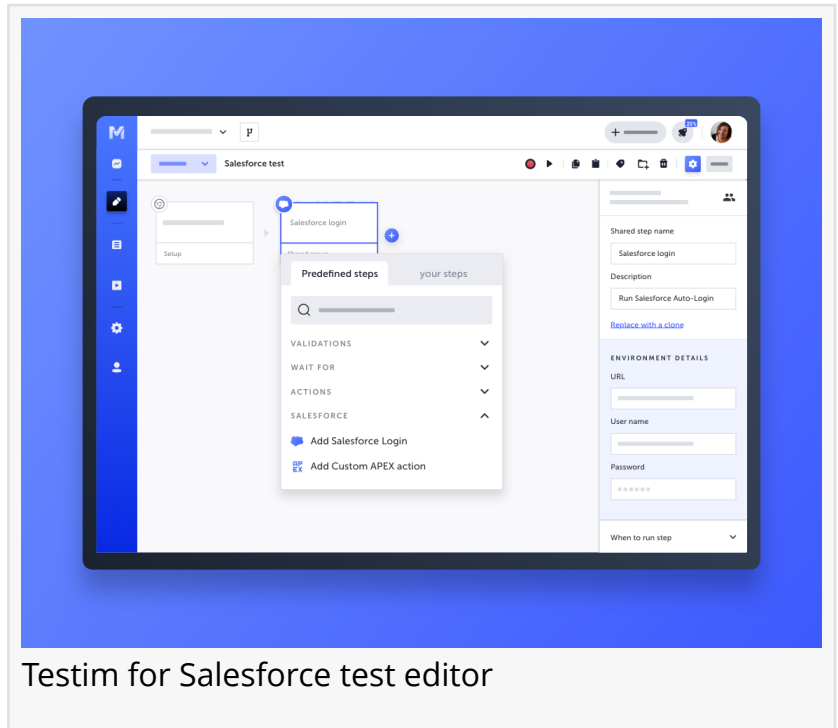 25%
Salesforce test
Salesforce login
Setup
Predefined steps
your steps
VALIDATIONS
WAIT FOR
ACTIONS
SALESFORCE
Add Salesforce Login
APEX
Add Custom APEX action
Shared step name
Salesforce login
Description
Run Salesforce Auto-Login
Replace with a clone
ENVIRONMENT DETAILS
URL
User name
Password
When to run step
Testim for Salesforce test editor